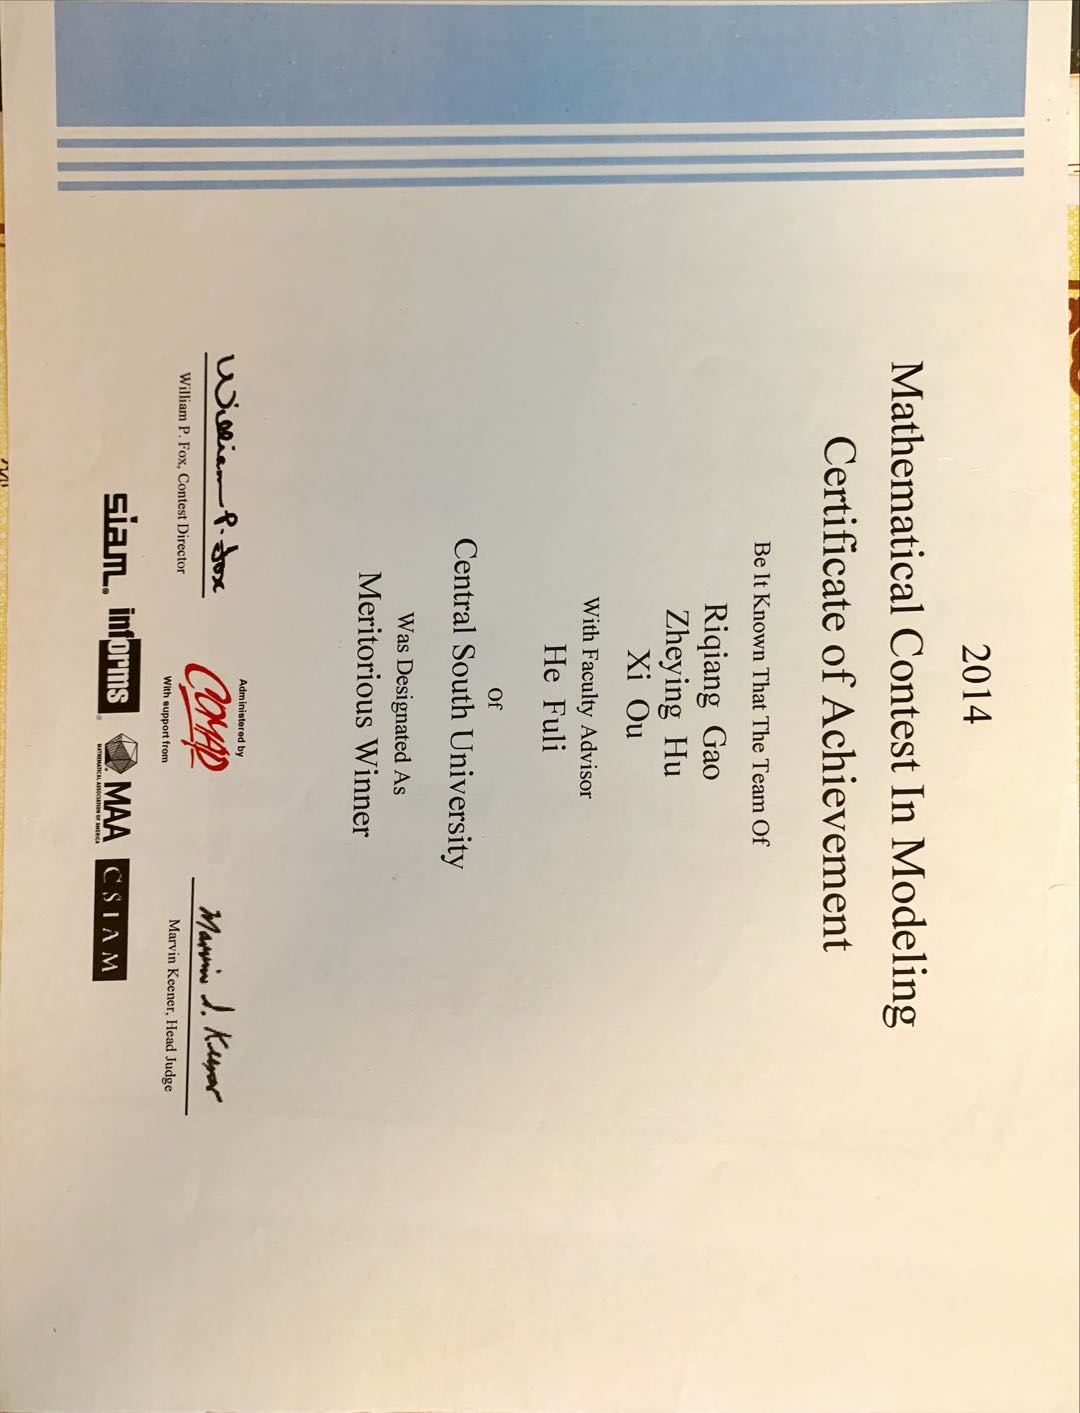 2014
Mathematical Contest In Modeling
Certificate of Achievement
Be It Known That The Team Of
Riqiang Gao
Zheying Hu
Xi Ou
With Faculty Advisor
He Fuli
Of
Central South University
Was Designated As
Meritorious Winner
William P. Fox
William P. Fox, Contest Director
Administered by
COMAP
With support from
Marvin S. Keener
Marvin Keener, Head Judge
siam.
informs
MAA
MATHEMATICAL ASSOCIATION OF AMERICA
CSIAM